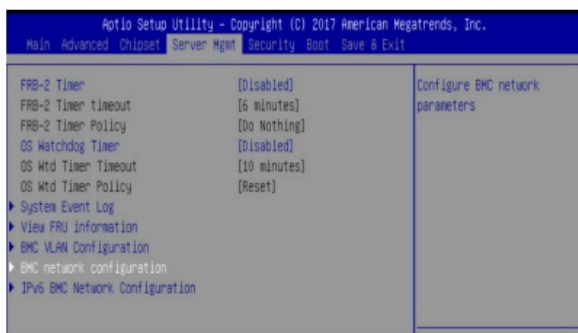 Aptio Setup Utility – Copyright (C) 2017 American Megatrends, Inc.
Main Advanced Chipset Server Mgmt Security Boot Save & Exit
FRB-2 Timer [Disabled]
FRB-2 Timer timeout [6 minutes]
FRB-2 Timer Policy [Do Nothing]
OS Watchdog Timer [Disabled]
OS Wtd Timer Timeout [10 minutes]
OS Wtd Timer Policy [Reset]
System Event Log
View FRU information
BMC VLAN Configuration
BMC network configuration
IPv6 BMC Network Configuration
Configure BMC network
parameters